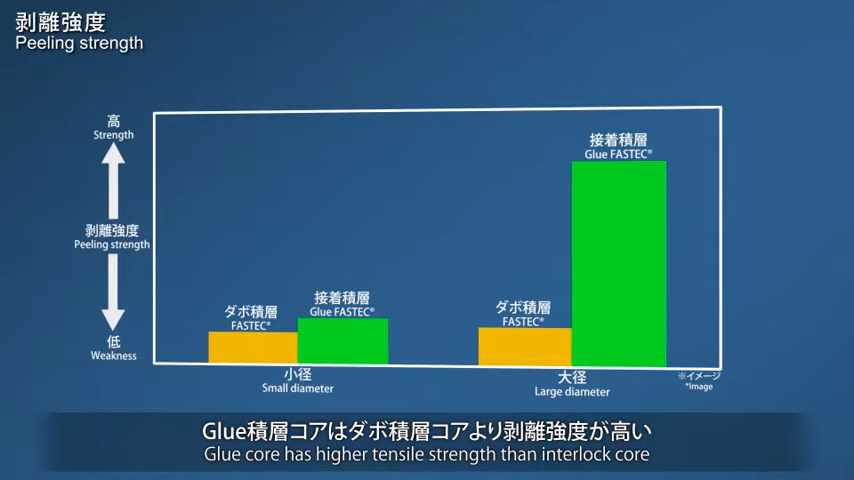 剥離強度
Peeling strength
高
Strength
剥離強度
Peeling strength
低
Weakness
ダボ積層
FASTEC®
接着積層
Glue FASTEC®
小径
Small diameter
ダボ積層
FASTEC®
接着積層
Glue FASTEC®
大径
Large diameter
※イメージ
*Image
Glue積層コアはダボ積層コアより剥離強度が高い
Glue core has higher tensile strength than interlock core